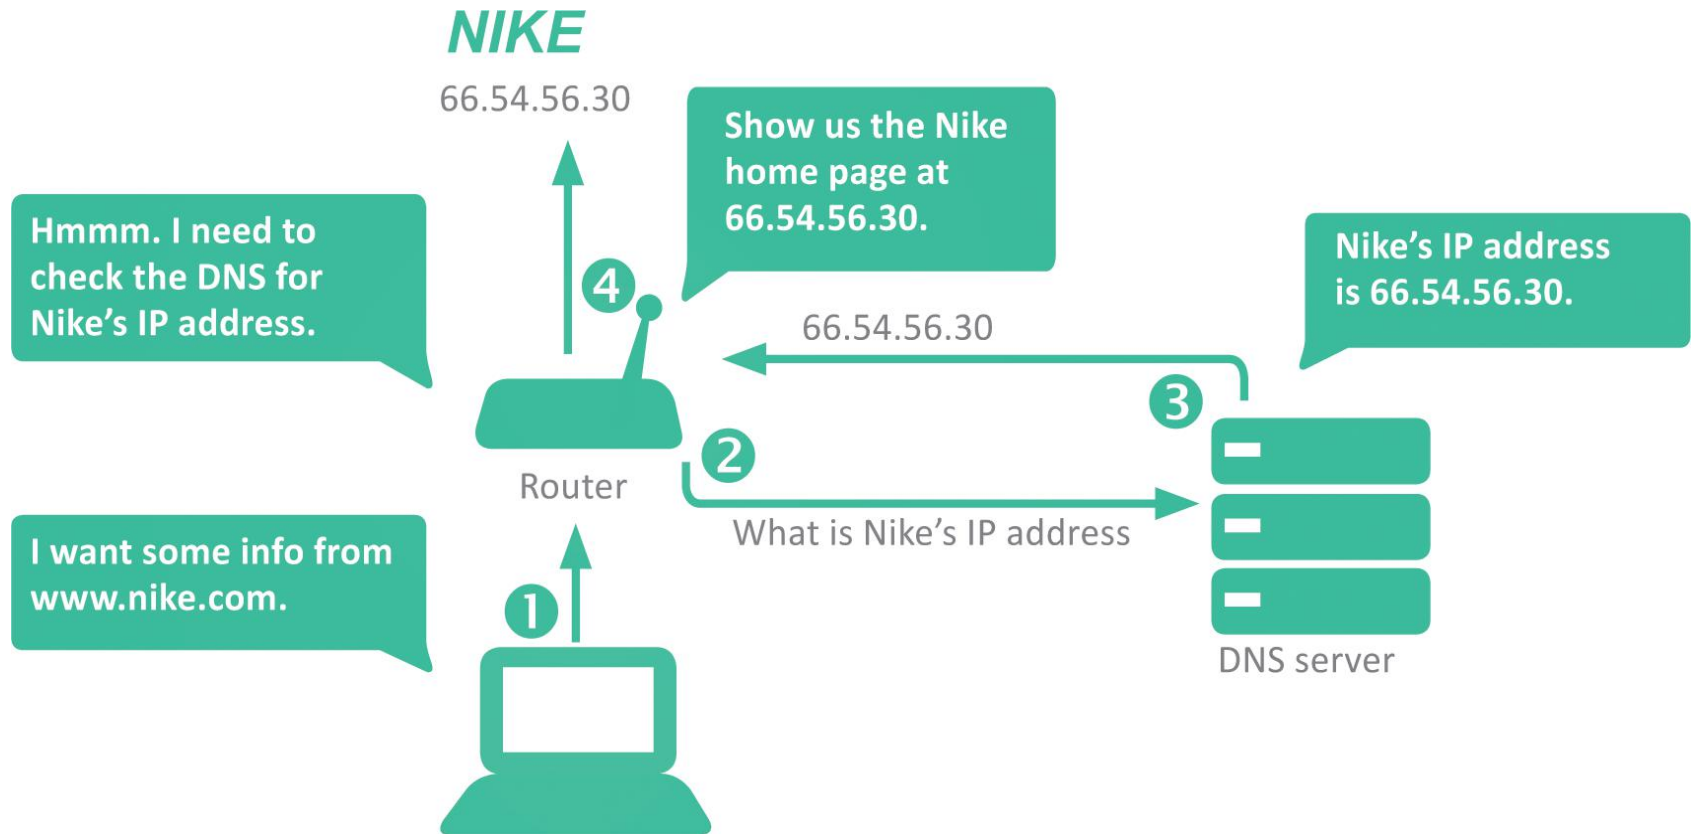 NIKE
66.54.56.30
Show us the Nike
home page at
66.54.56.30.
Hmmm. I need to
check the DNS for
Nike’s IP address.
Nike’s IP address
is 66.54.56.30.
4
66.54.56.30
3
2
Router
What is Nike’s IP address
I want some info from
www.nike.com.
1
DNS server